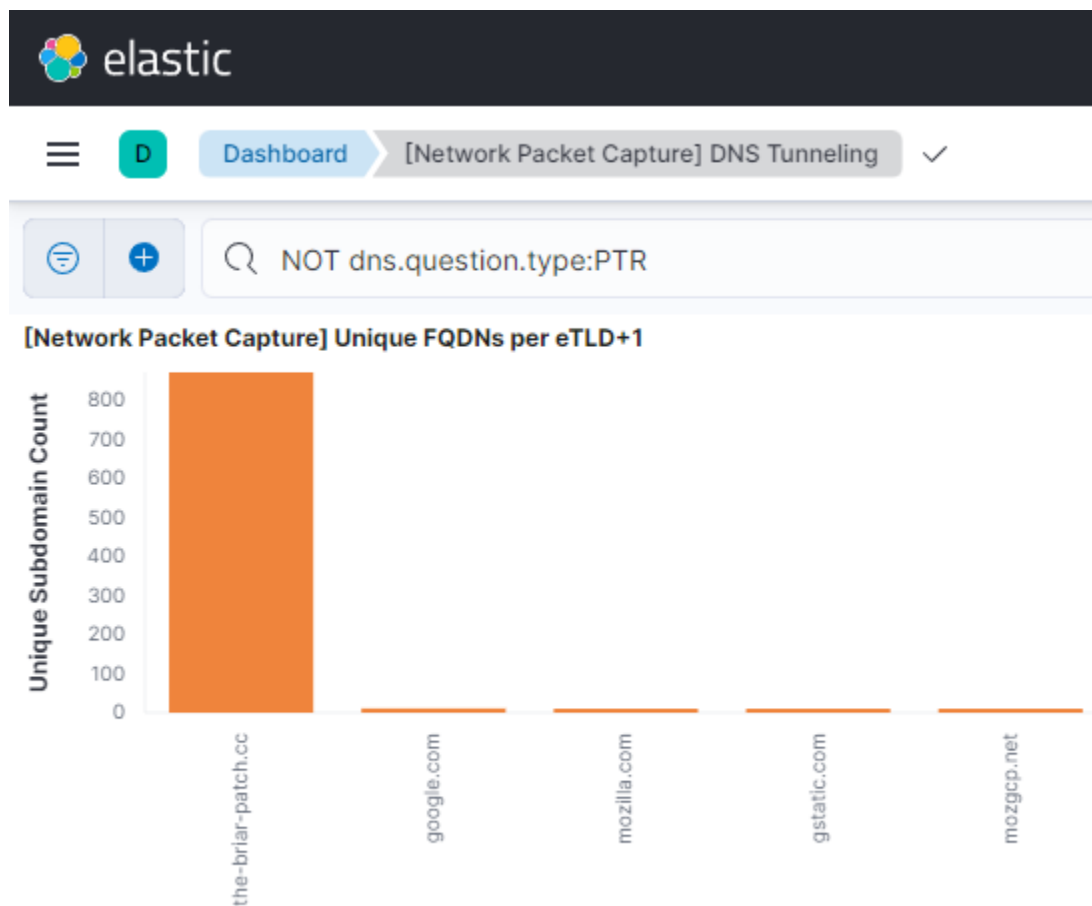 elastic
D
Dashboard
[Network Packet Capture] DNS Tunneling
NOT dns.question.type:PTR
[Network Packet Capture] Unique FQDNs per eTLD+1
Unique Subdomain Count
800
700
600
500
400
300
200
100
0
the-briar-patch.cc
google.com
mozilla.com
gstatic.com
mozgcp.net